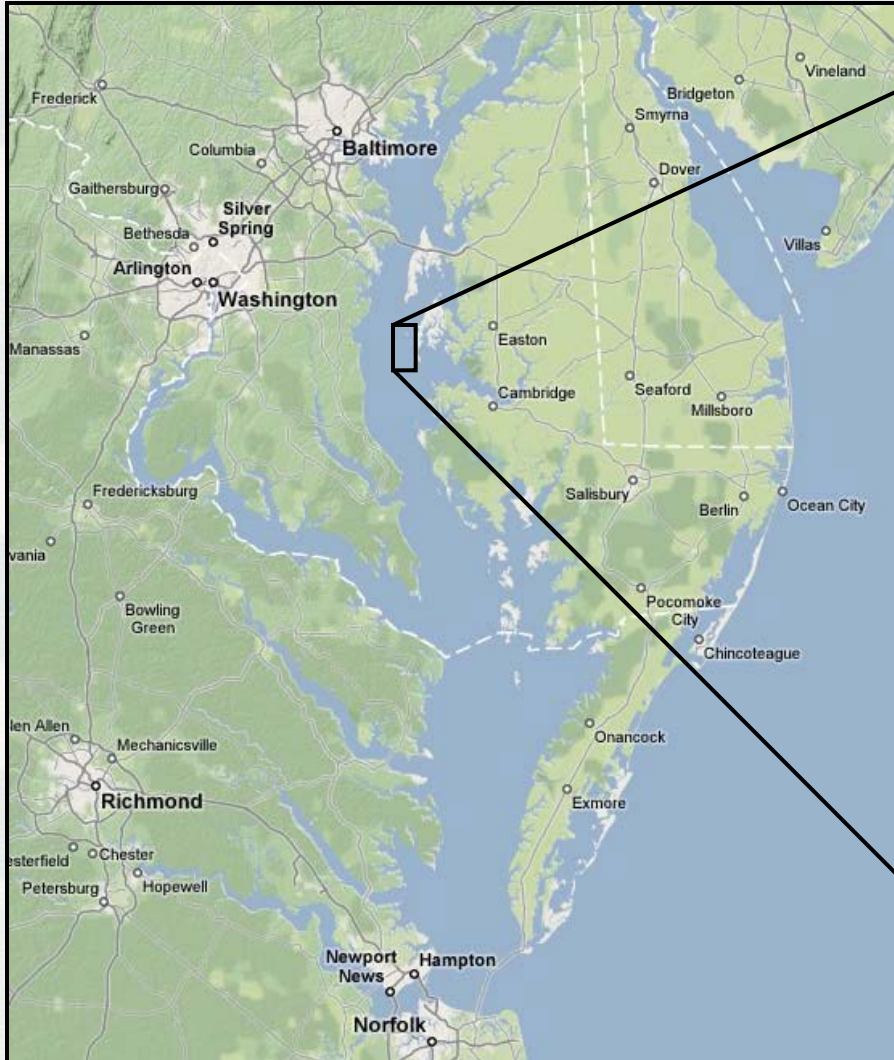 Vineland
Bridgeton
Frederick
Smyrna
Baltimore
Columbia
Dover
Gaithersburg
Silver
Spring
Bethesda
Villas
Arlington
Washington
Easton
Manassas
Seaford
Cambridge
Millsboro
Salisbury
Fredericksburg
Berlin
Ocean City
vania
Bowling
Green
Pocomoke
City
Chincoteague
len Allen
Onancock
Mechanicsville
Exmore
Richmond
esterfield
Chester
Hopewell
Petersburg
Newport
News
Hampton
Norfolk